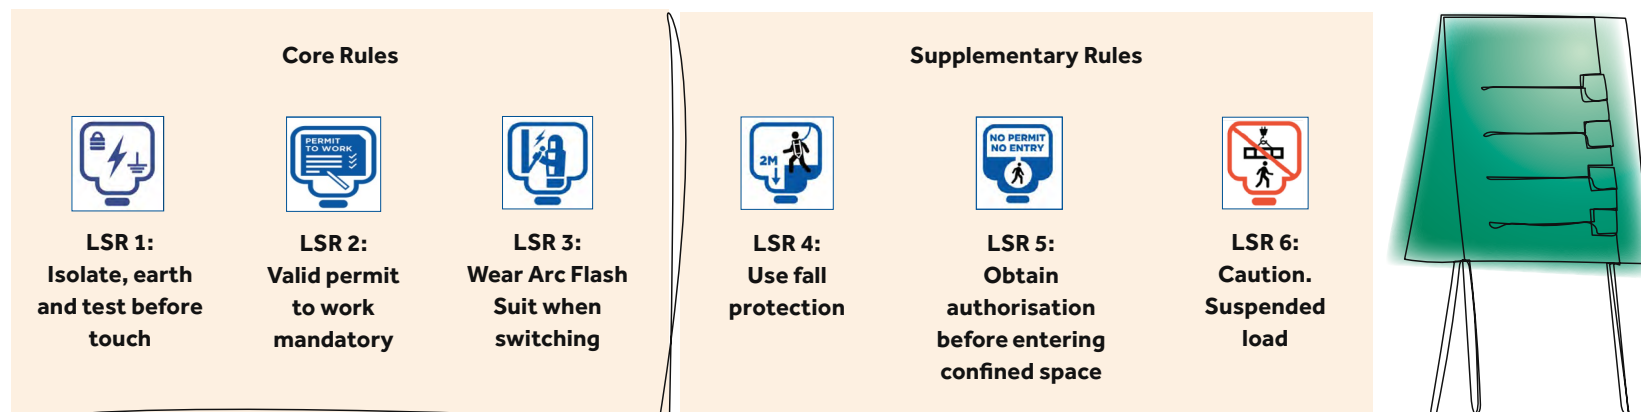 Core Rules
PERMIT
TO WORK
LSR 1:
Isolate, earth
and test before
touch
LSR 2:
Valid permit
to work
mandatory
LSR 3:
Wear Arc Flash
Suit when
switching
Supplementary Rules
2M
NO PERMIT
NO ENTRY
LSR 4:
Use fall
protection
LSR 5:
Obtain
authorisation
before entering
confined space
LSR 6:
Caution.
Suspended
load